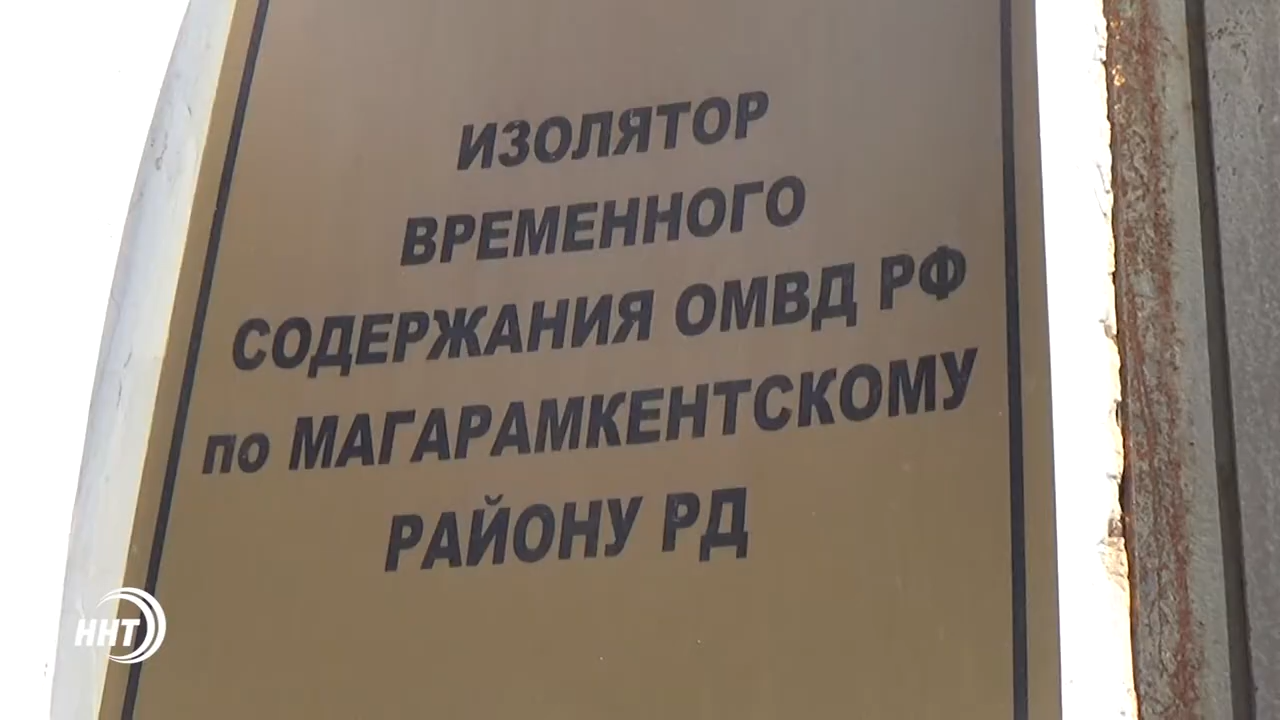 ИЗОЛЯТОР
ВРЕМЕННОГО
СОДЕРЖАНИЯ ОМВД РФ
по МАГАРАМКЕНТСКОМУ
РАЙОНУ РД
ННТ